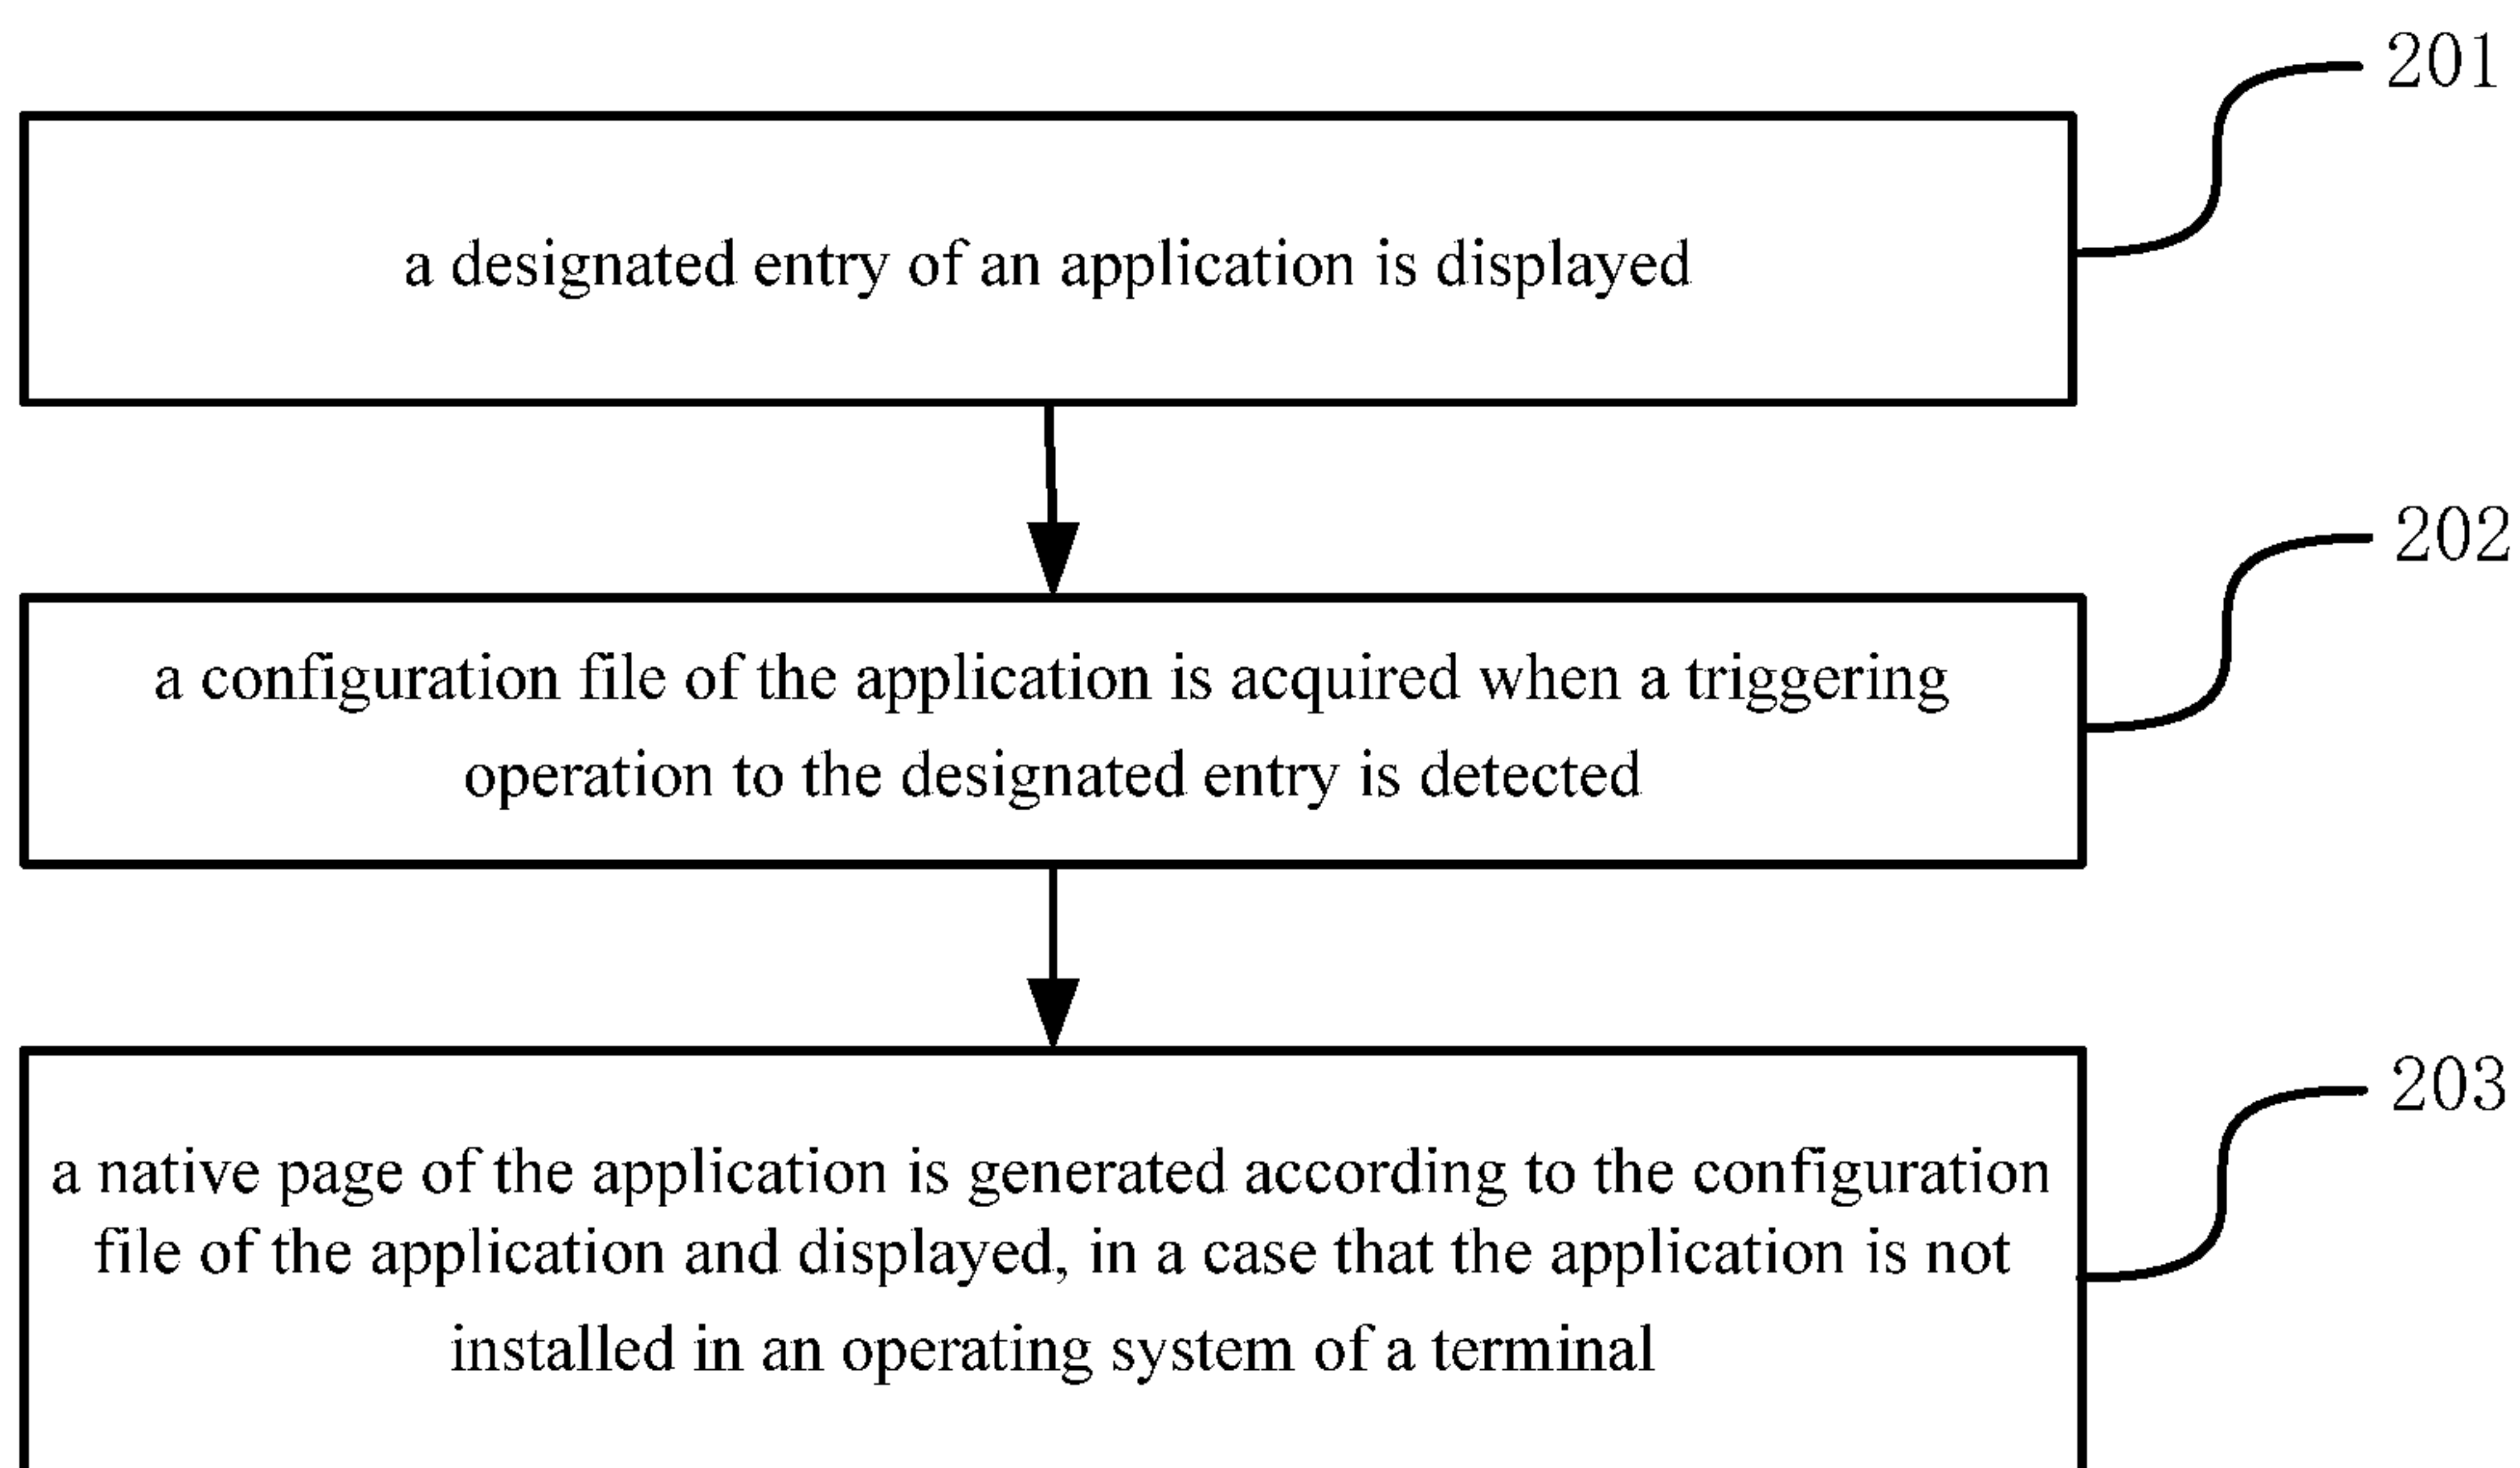 201
a designated entry of an application is displayed
202
a configuration file of the application is acquired when a triggering
operation to the designated entry is detected
203
a native page of the application is generated according to the configuration
file of the application and displayed, in a case that the application is not
installed in an operating system of a terminal